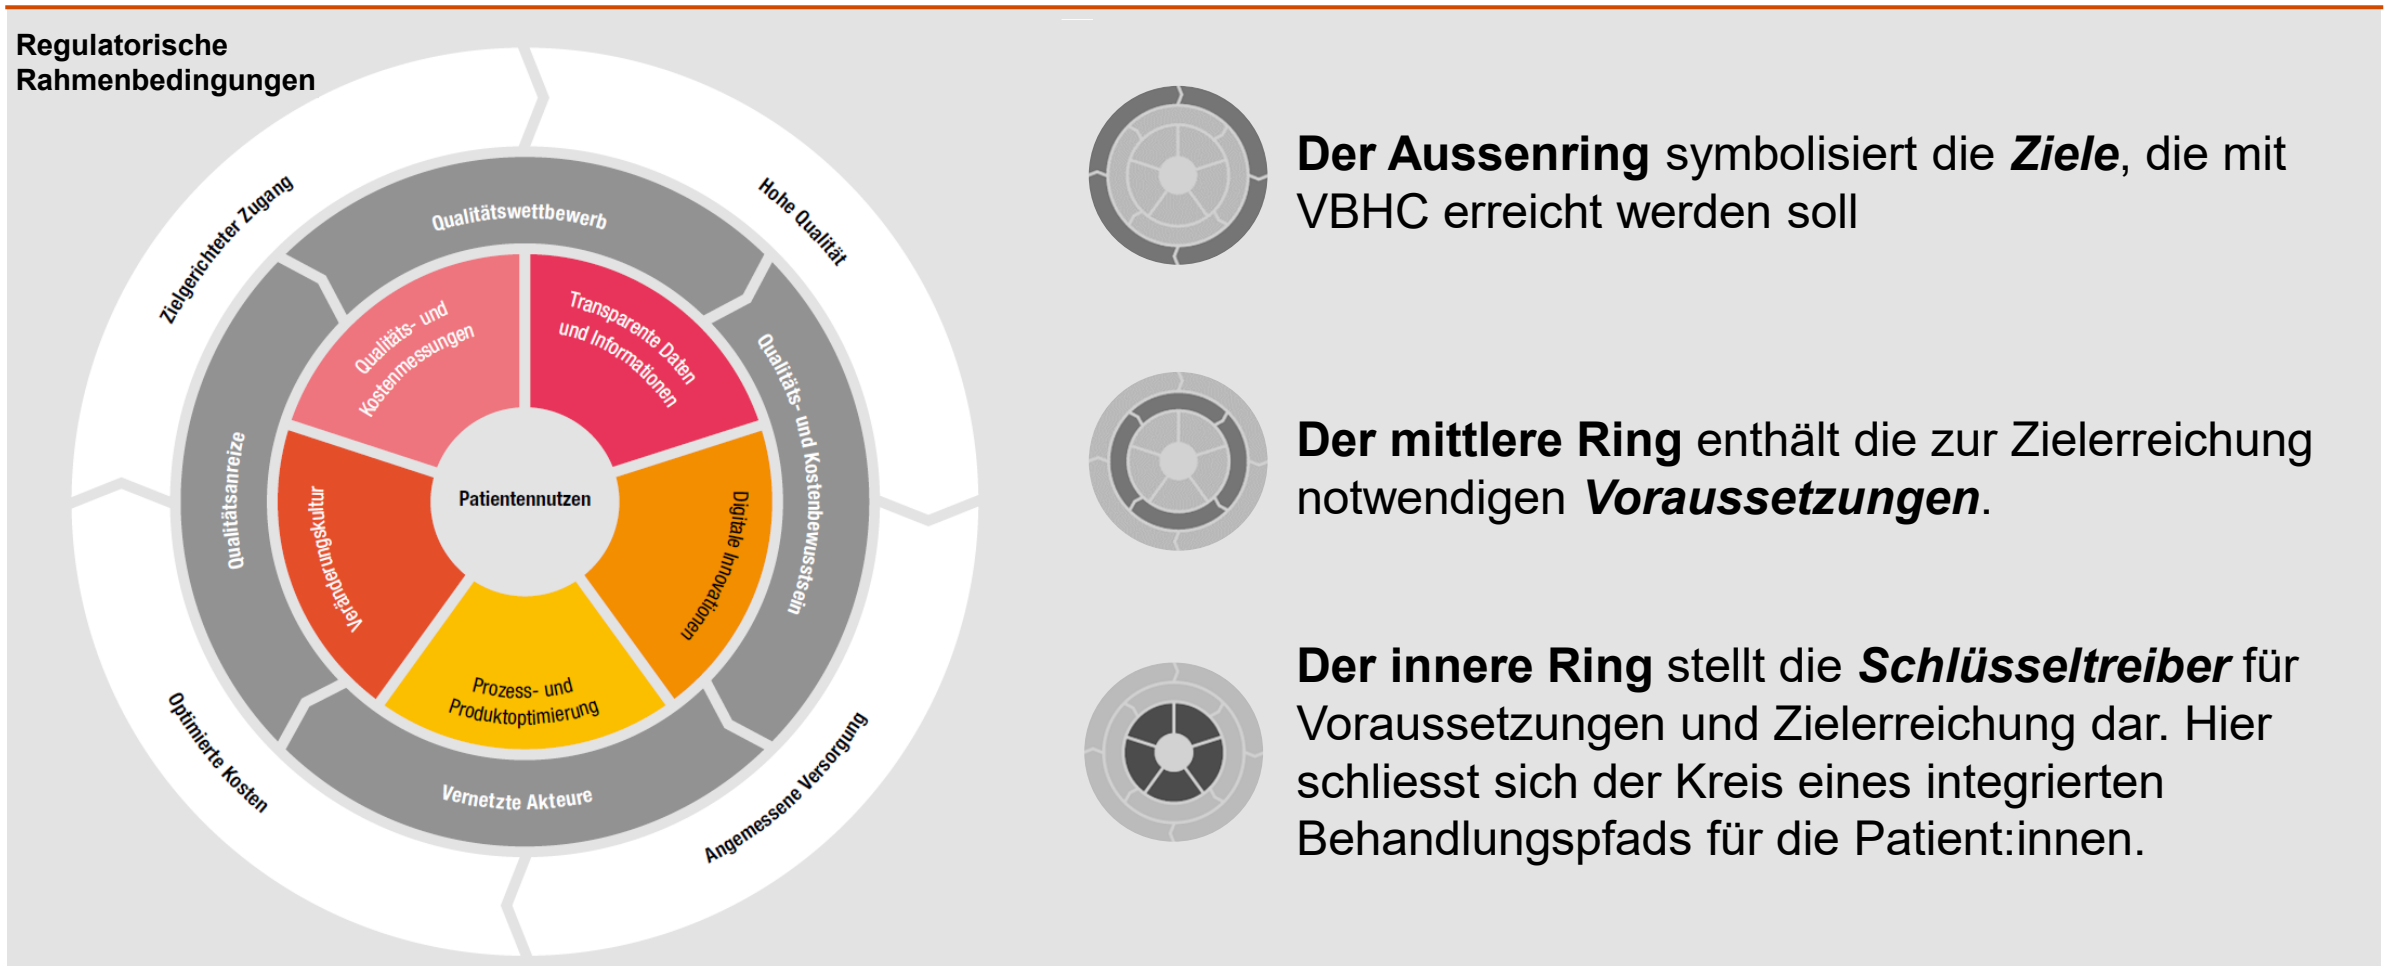 Regulatorische
Rahmenbedingungen
Zielgerichteter Zugang
Hohe Qualität
Angemessene Versorgung
Optimierte Kosten
Qualitätswettbewerb
Qualitäts- und Kostenbewusstsein
Vernetzte Akteure
Qualitätsanreize
Qualitäts- und
Kostenmessungen
Transparente Daten
und Informationen
Digitale Innovationen
Prozess- und
Produktoptimierung
Veränderungskultur
Patientennutzen
Der Aussenring symbolisiert die Ziele, die mit
VBHC erreicht werden soll
Der mittlere Ring enthält die zur Zielerreichung
notwendigen Voraussetzungen.
Der innere Ring stellt die Schlüsseltreiber für
Voraussetzungen und Zielerreichung dar. Hier
schliesst sich der Kreis eines integrierten
Behandlungspfads für die Patient:innen.